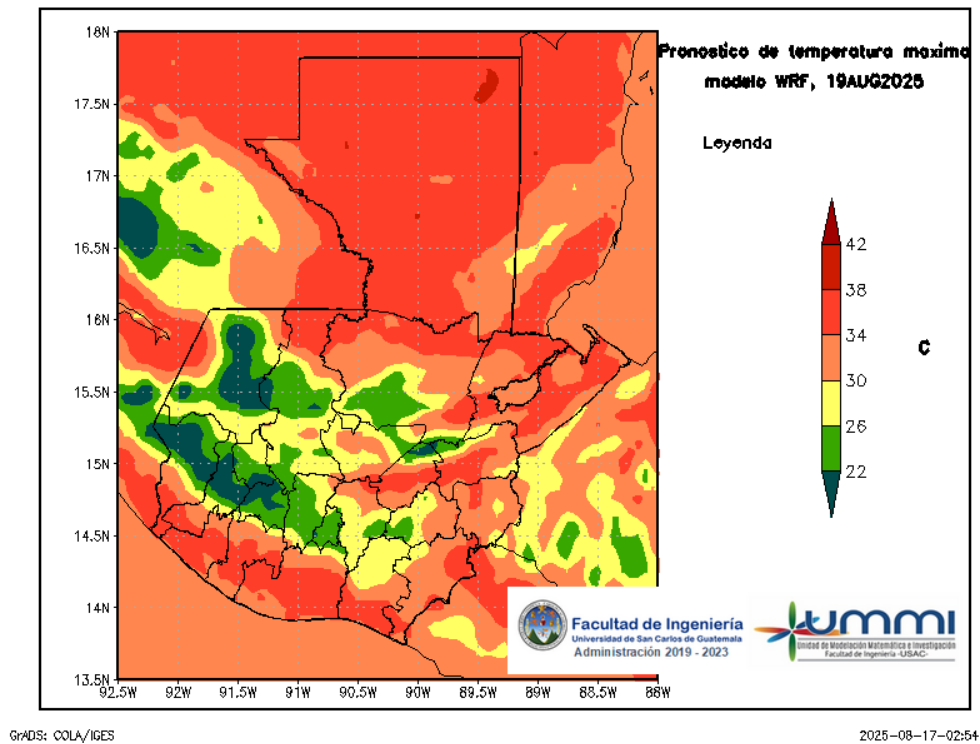 Pronostico de temperatura maxima
modelo WRF, 19AUG2025
Leyenda
42
38
34
30
26
22
C
18N
17.5N
17N
16.5N
16N
15.5N
15N
14.5N
14N
13.5N
92.5W 92W 91.5W 91W 90.5W 90W 89.5W 89W 88.5W 88W
Facultad de Ingeniería
Universidad de San Carlos de Guatemala
Administración 2019 - 2023
ummi
Unidad de Modelación Matemática e Investigación
Facultad de Ingeniería -USAC-
GrADS: COLA/IGES
2025-08-17-02:54